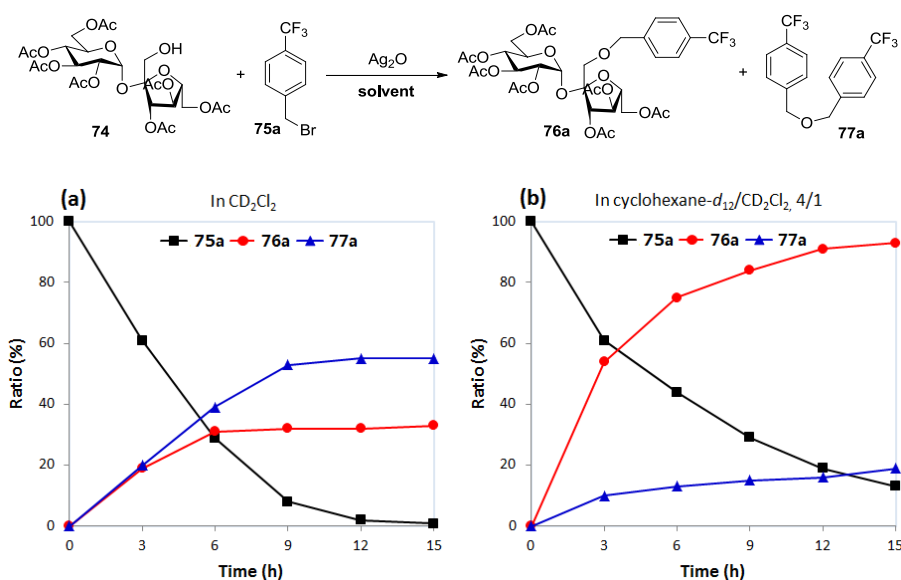 CF3
OAc
OH
AcO
O
AcO
AcO
AcO
O
O
AcO
OAc
OAc
74
+
Br
75a
Ag2O
solvent
OAc
O
CF3
AcO
O
AcO
AcO
AcO
O
O
AcO
OAc
OAc
76a
+
CF3
CF3
O
77a
(a)
In CD2Cl2
75a 76a 77a
Ratio (%)
100
80
60
40
20
0
0 3 6 9 12 15
Time (h)
(b)
In cyclohexane-d12/CD2Cl2, 4/1
75a 76a 77a
Ratio (%)
100
80
60
40
20
0
0 3 6 9 12 15
Time (h)